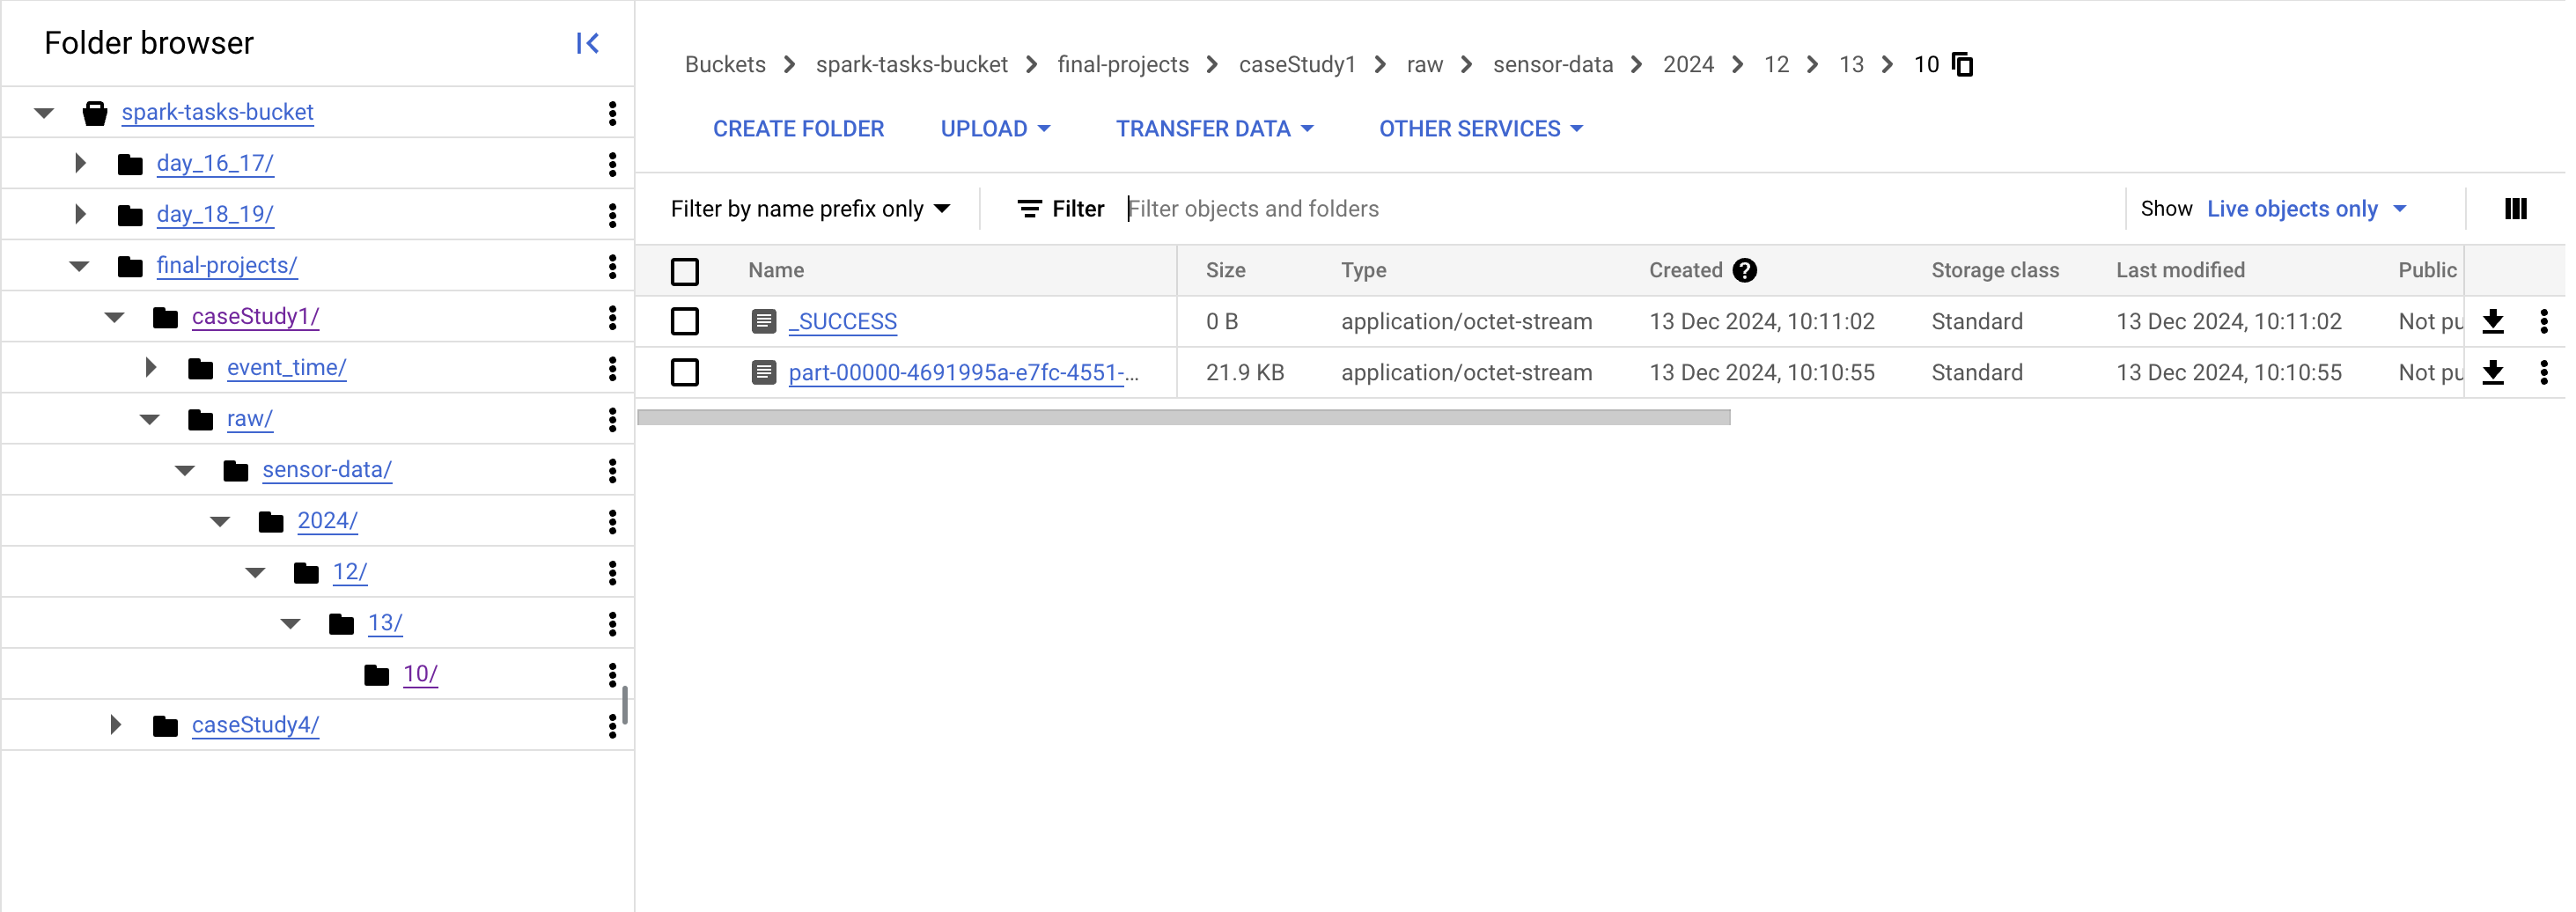 Folder browser
spark-tasks-bucket
day_16_17/
day_18_19/
final-projects/
caseStudy1/
event_time/
raw/
sensor-data/
2024/
12/
13/
10/
caseStudy4/
Buckets > spark-tasks-bucket > final-projects > caseStudy1 > raw > sensor-data > 2024 > 12 > 13 > 10
CREATE FOLDER UPLOAD TRANSFER DATA OTHER SERVICES
Filter by name prefix only Filter Filter objects and folders Show Live objects only
Name Size Type Created ? Storage class Last modified Public
_SUCCESS 0 B application/octet-stream 13 Dec 2024, 10:11:02 Standard 13 Dec 2024, 10:11:02 Not pu
part-00000-4691995a-e7fc-4551-... 21.9 KB application/octet-stream 13 Dec 2024, 10:10:55 Standard 13 Dec 2024, 10:10:55 Not pu